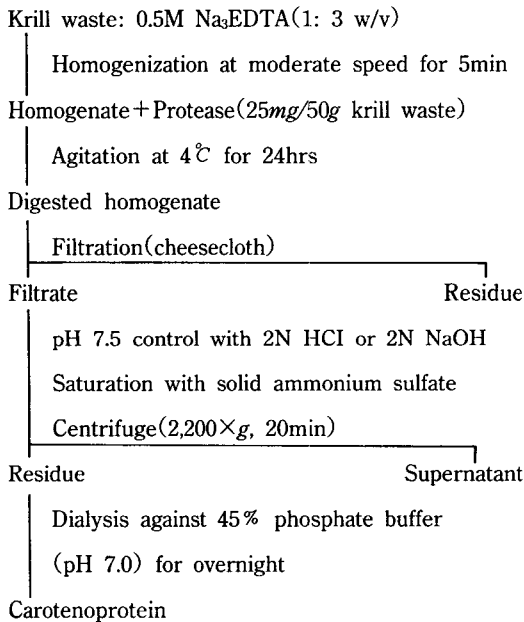 Krill waste: 0.5M Na₃EDTA(1: 3 w/v)
Homogenization at moderate speed for 5min
Homogenate+Protease(25mg/50g krill waste)
Agitation at 4℃ for 24hrs
Digested homogenate
Filtration(cheesecloth)
Filtrate Residue
pH 7.5 control with 2N HCl or 2N NaOH
Saturation with solid ammonium sulfate
Centrifuge(2,200×g, 20min)
Residue Supernatant
Dialysis against 45% phosphate buffer
(pH 7.0) for overnight
Carotenoprotein